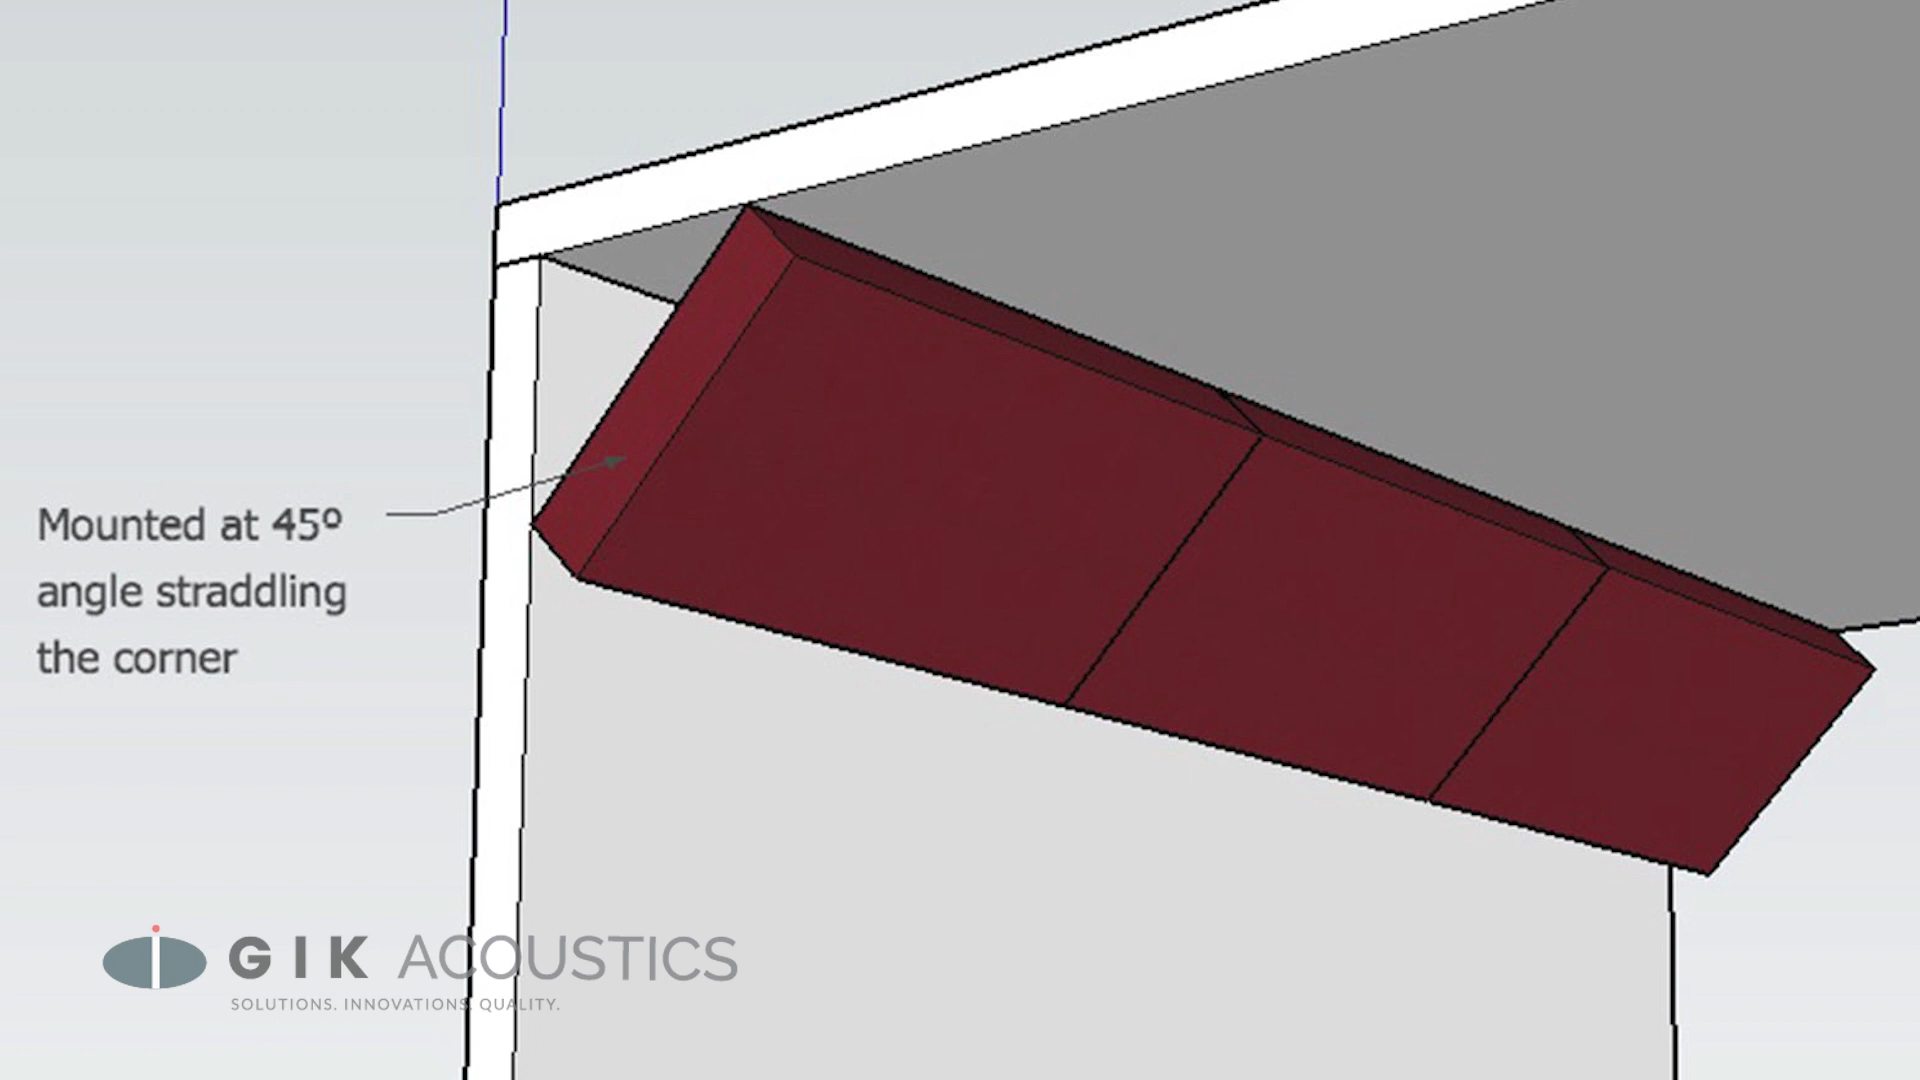 Mounted at 45º
angle straddling
the corner
GIK ACOUSTICS
SOLUTIONS. INNOVATIONS. QUALITY.